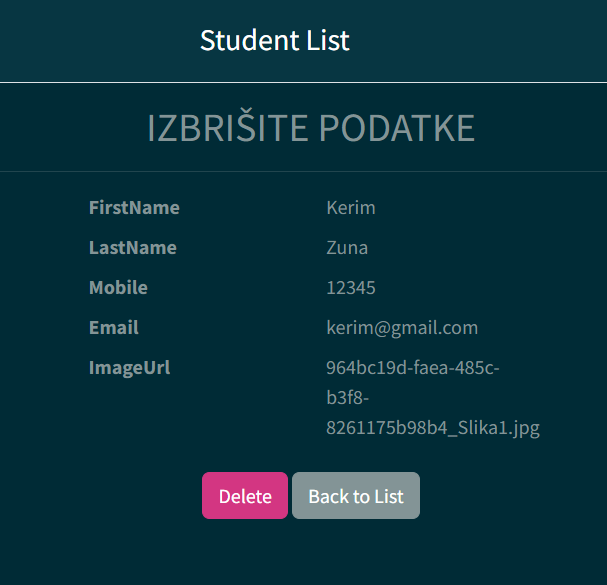 Student List
IZBRIŠITE PODATKE
FirstName Kerim
LastName Zuna
Mobile 12345
Email kerim@gmail.com
ImageUrl 964bc19d-faea-485c-
b3f8-
8261175b98b4_Slika1.jpg
Delete Back to List